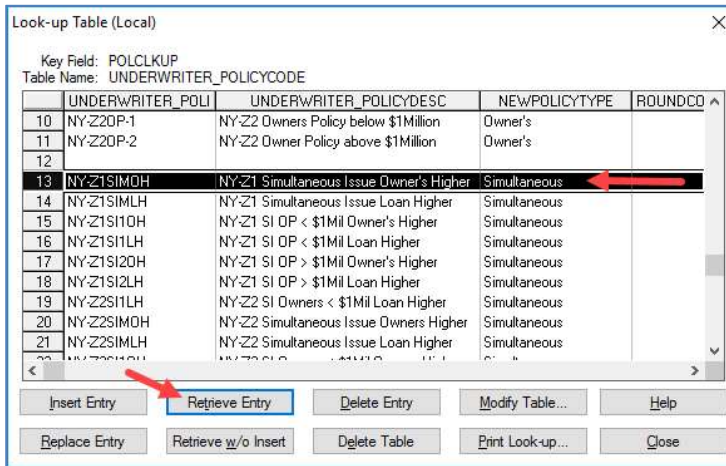 Look-up Table (Local)
Key Field: POLCLKUP
Table Name: UNDERWRITER_POLICYCODE
UNDERWRITER_POLI UNDERWRITER_POLICYDESC NEWPOLICYTYPE ROUNDCO
10 NY-Z2OP-1 NY-Z2 Owners Policy below $1Million Owner's
11 NY-Z2OP-2 NY-Z2 Owner Policy above $1Million Owner's
12
13 NY-Z1SIMOH NY-Z1 Simultaneous Issue Owner's Higher Simultaneous
14 NY-Z1SIMLH NY-Z1 Simultaneous Issue Loan Higher Simultaneous
15 NY-Z1SI1OH NY-Z1 SI OP < $1Mil Owner's Higher Simultaneous
16 NY-Z1SI1LH NY-Z1 SI OP < $1Mil Loan Higher Simultaneous
17 NY-Z1SI2OH NY-Z1 SI OP > $1Mil Owner's Higher Simultaneous
18 NY-Z1SI2LH NY-Z1 SI OP > $1Mil Loan Higher Simultaneous
19 NY-Z2SI1LH NY-Z2 SI Owners < $Mil Loan Higher Simultaneous
20 NY-Z2SIMOH NY-Z2 Simultaneous Issue Owners Higher Simultaneous
21 NY-Z2SIMLH NY-Z2 Simultaneous Issue Loan Higher Simultaneous
Insert Entry Retrieve Entry Delete Entry Modify Table... Help
Replace Entry Retrieve w/o Insert Delete Table Print Look-up... Close